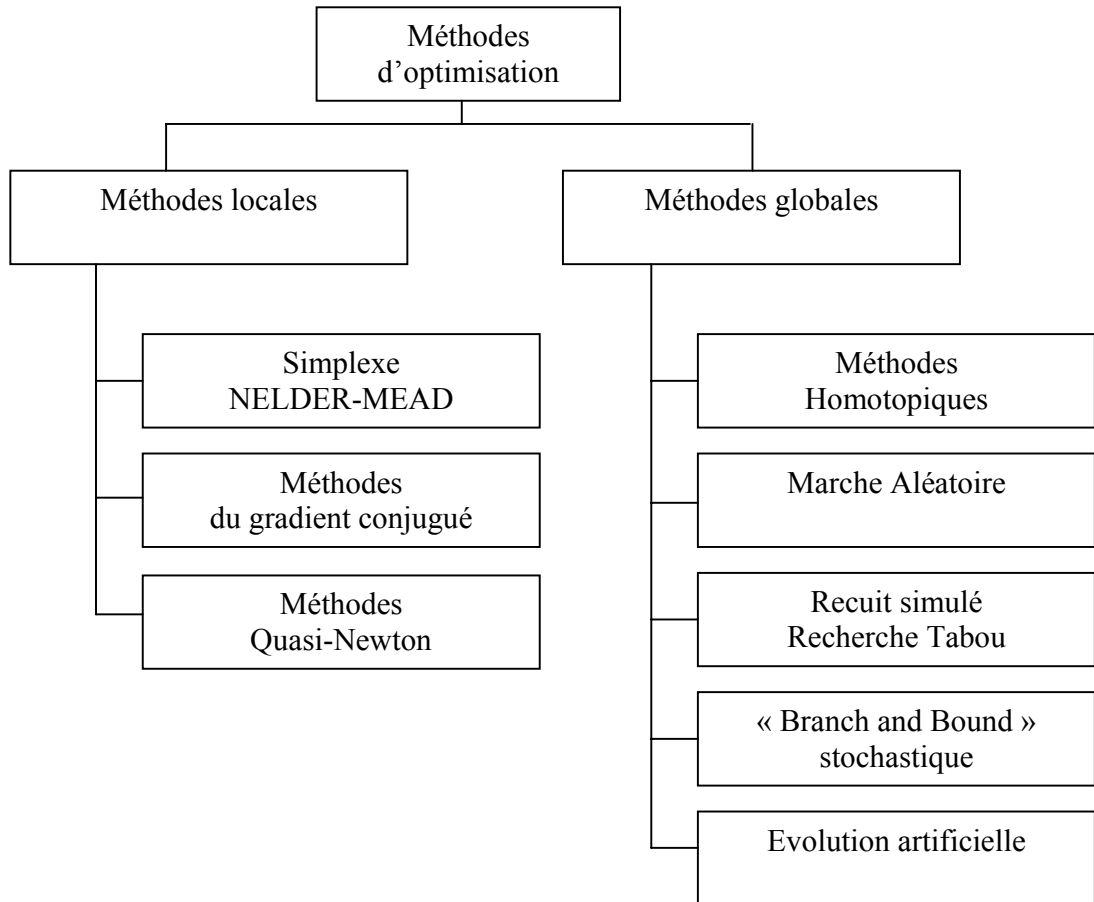 Méthodes
d’optimisation
Méthodes locales
Méthodes globales
Simplexe
NELDER-MEAD
Méthodes
du gradient conjugué
Méthodes
Quasi-Newton
Méthodes
Homotopiques
Marche Aléatoire
Recuit simulé
Recherche Tabou
« Branch and Bound »
stochastique
Evolution artificielle